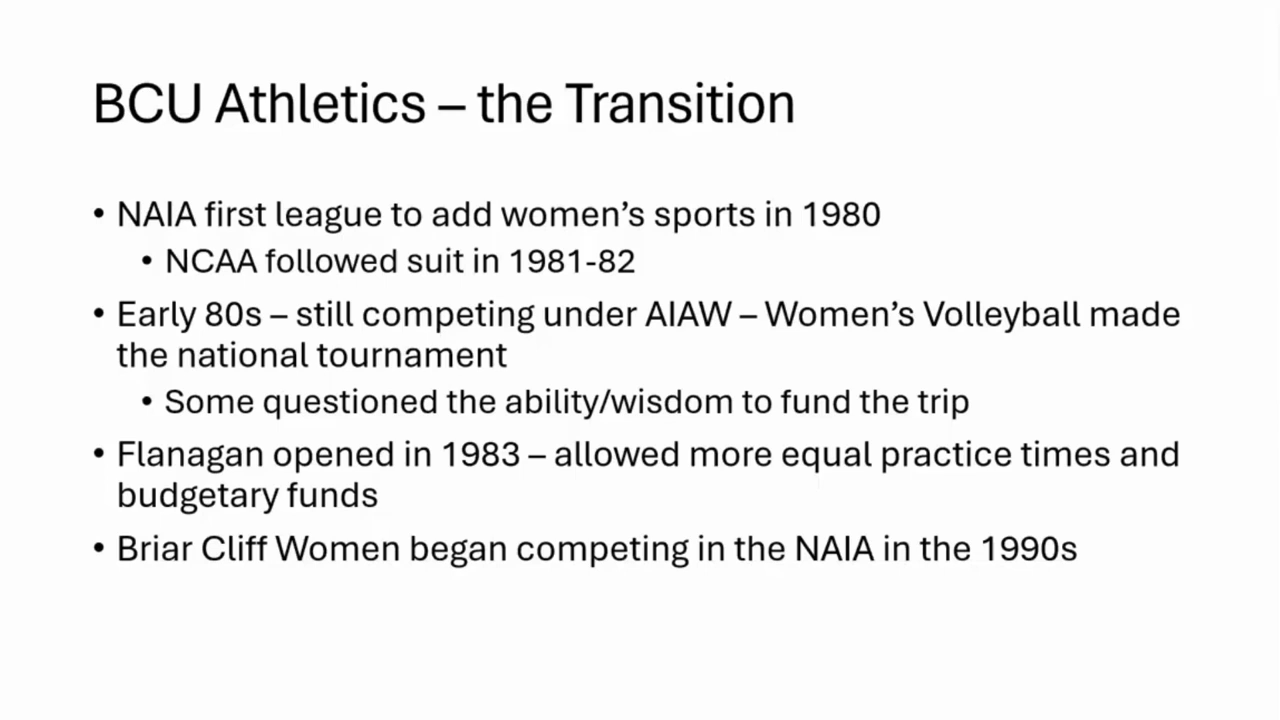 BCU Athletics – the Transition
• NAIA first league to add women’s sports in 1980
• NCAA followed suit in 1981-82
• Early 80s – still competing under AIAW – Women’s Volleyball made
the national tournament
• Some questioned the ability/wisdom to fund the trip
• Flanagan opened in 1983 – allowed more equal practice times and
budgetary funds
• Briar Cliff Women began competing in the NAIA in the 1990s